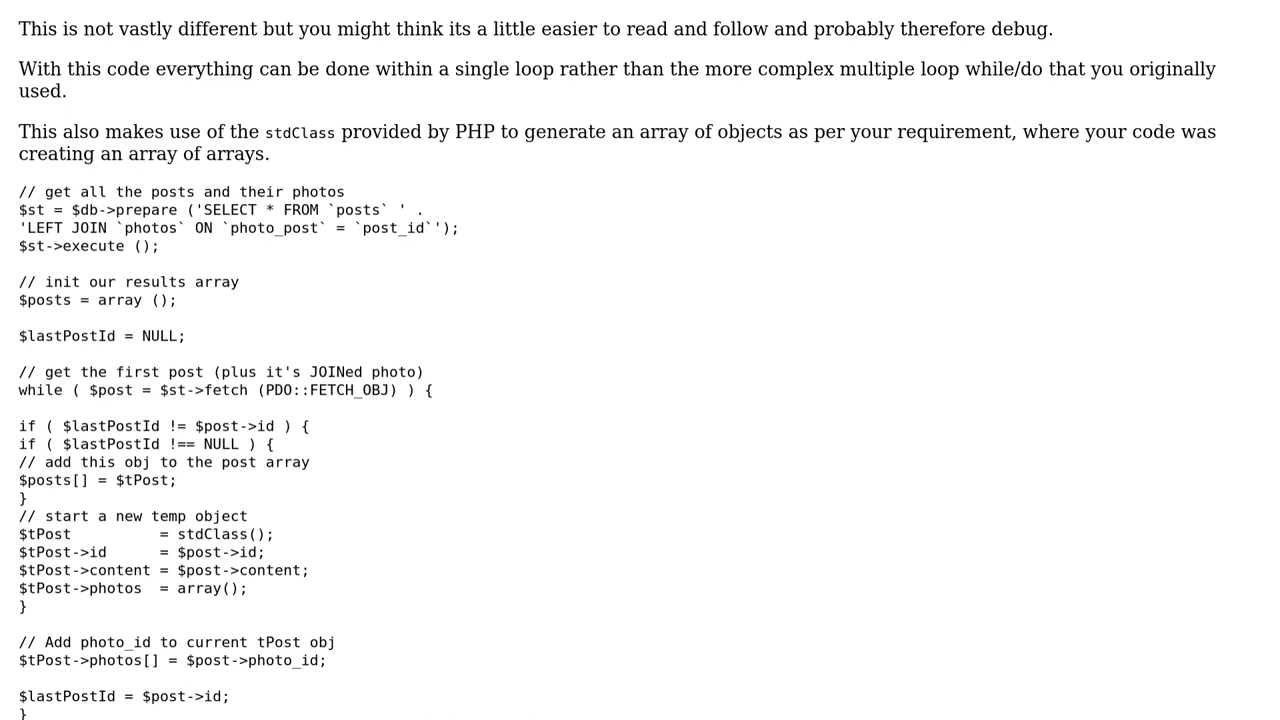 This is not vastly different but you might think its a little easier to read and follow and probably therefore debug.
With this code everything can be done within a single loop rather than the more complex multiple loop while/do that you originally
used.
This also makes use of the stdClass provided by PHP to generate an array of objects as per your requirement, where your code was
creating an array of arrays.
// get all the posts and their photos
$st = $db->prepare ('SELECT * FROM `posts` ' .
'LEFT JOIN `photos` ON `photo_post` = `post_id`');
$st->execute ();
// init our results array
$posts = array ();
$lastPostId = NULL;
// get the first post (plus it's JOINed photo)
while ( $post = $st->fetch (PDO::FETCH_OBJ) ) {
if ( $lastPostId != $post->id ) {
if ( $lastPostId !== NULL ) {
// add this obj to the post array
$posts[] = $tPost;
}
// start a new temp object
$tPost          = stdClass();
$tPost->id      = $post->id;
$tPost->content = $post->content;
$tPost->photos  = array();
}
// Add photo_id to current tPost obj
$tPost->photos[] = $post->photo_id;
$lastPostId = $post->id;
}